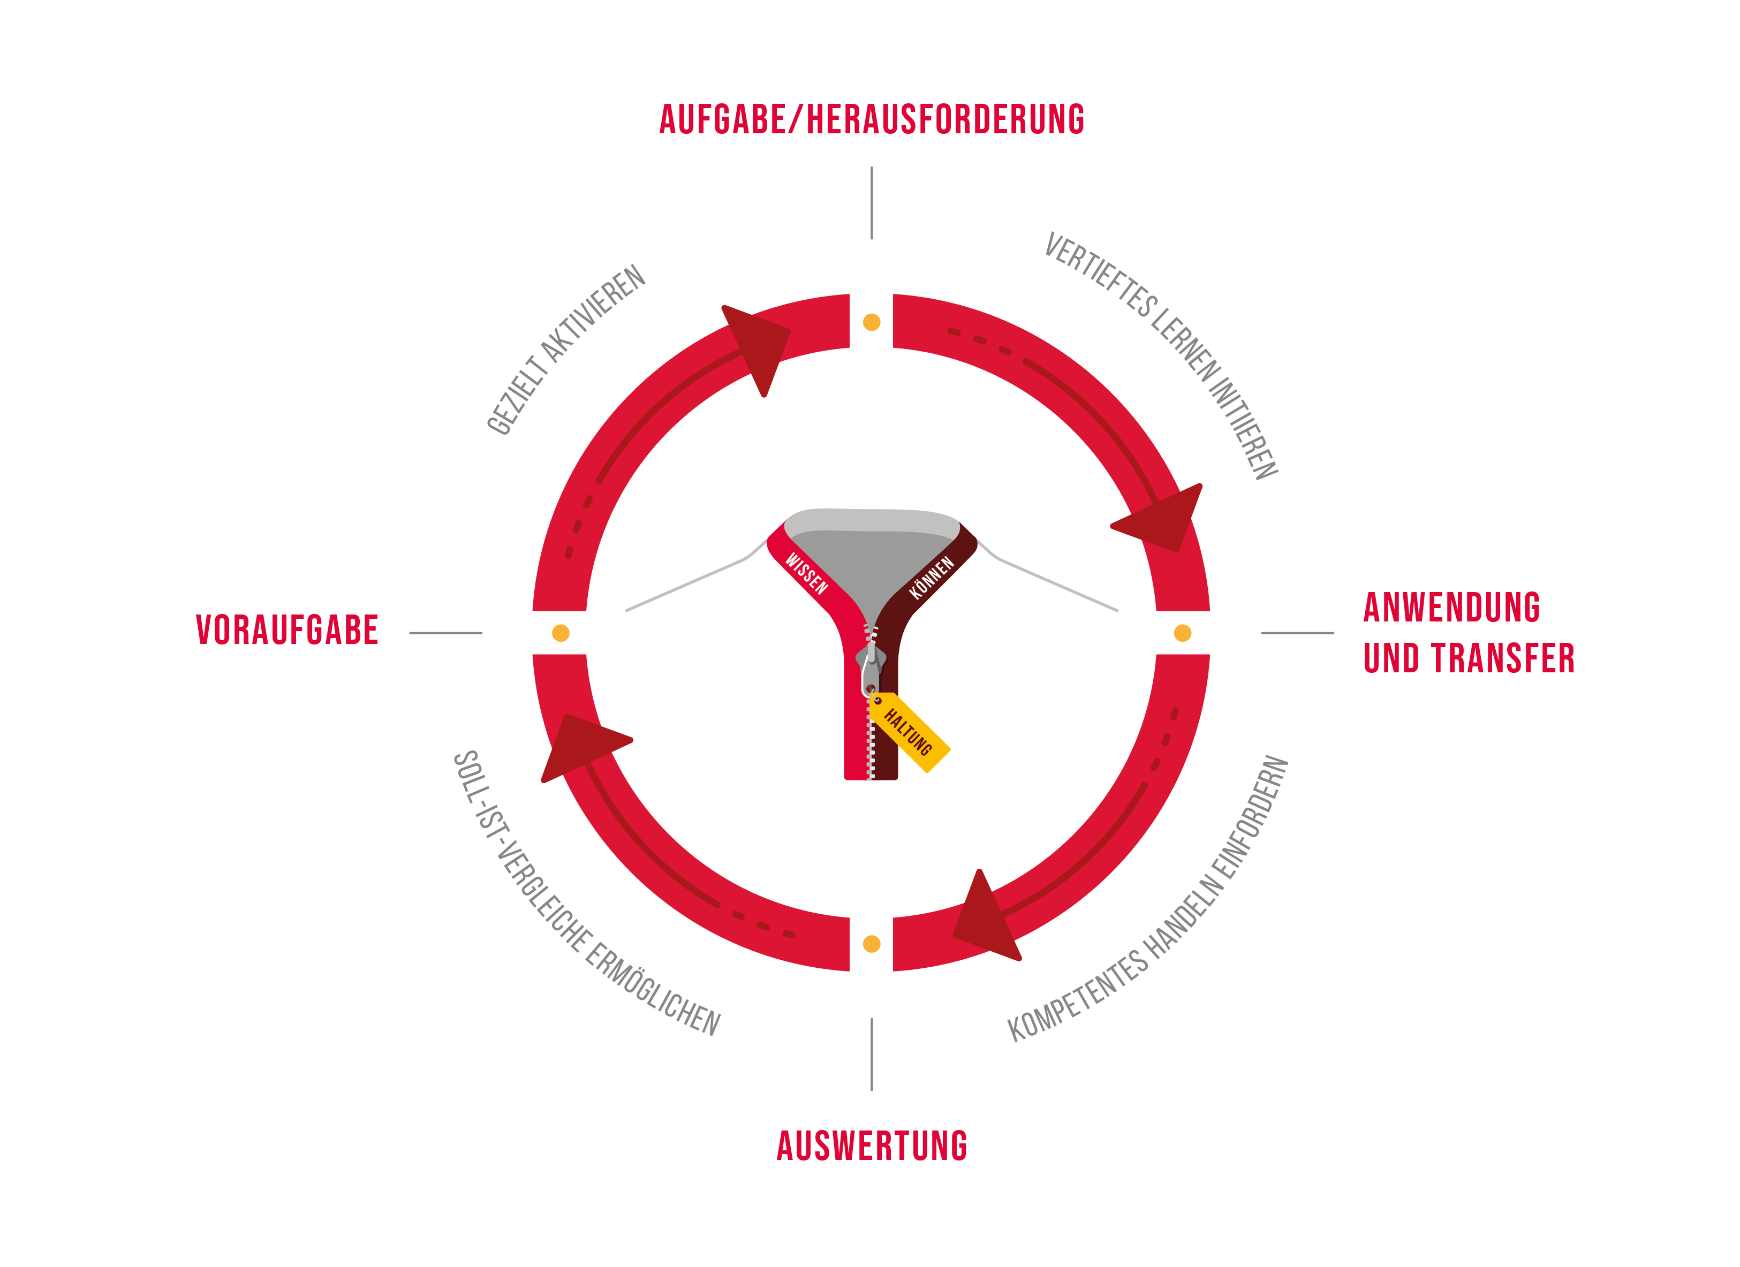 AUFGABE/HERAUSFORDERUNG
GEZIELT AKTIVIEREN
VERTIEFTES LERNEN INITIIEREN
WISSEN
KÖNNEN
VORAUFGABE
ANWENDUNG
UND TRANSFER
HALTUNG
SOLL-IST-VERGLEICHE ERMÖGLICHEN
KOMPETENTES HANDELN EINFORDERN
AUSWERTUNG